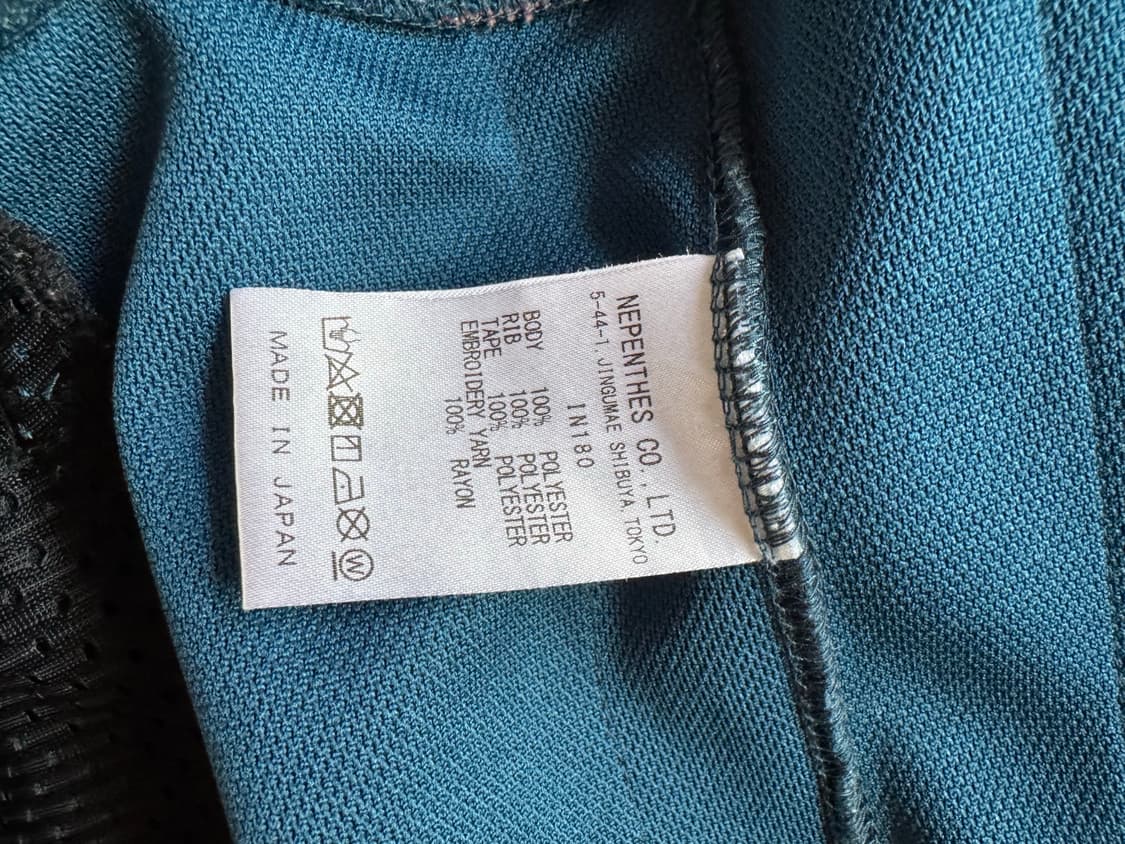 NEPENTHES CO., LTD.
5-44-1, JINGUMAE SHIBUYA, TOKYO
IN180
BODY 100% POLYESTER
RIB 100% POLYESTER
TAPE 100% POLYESTER
EMBROIDERY YARN
100% RAYON
W
MADE IN JAPAN